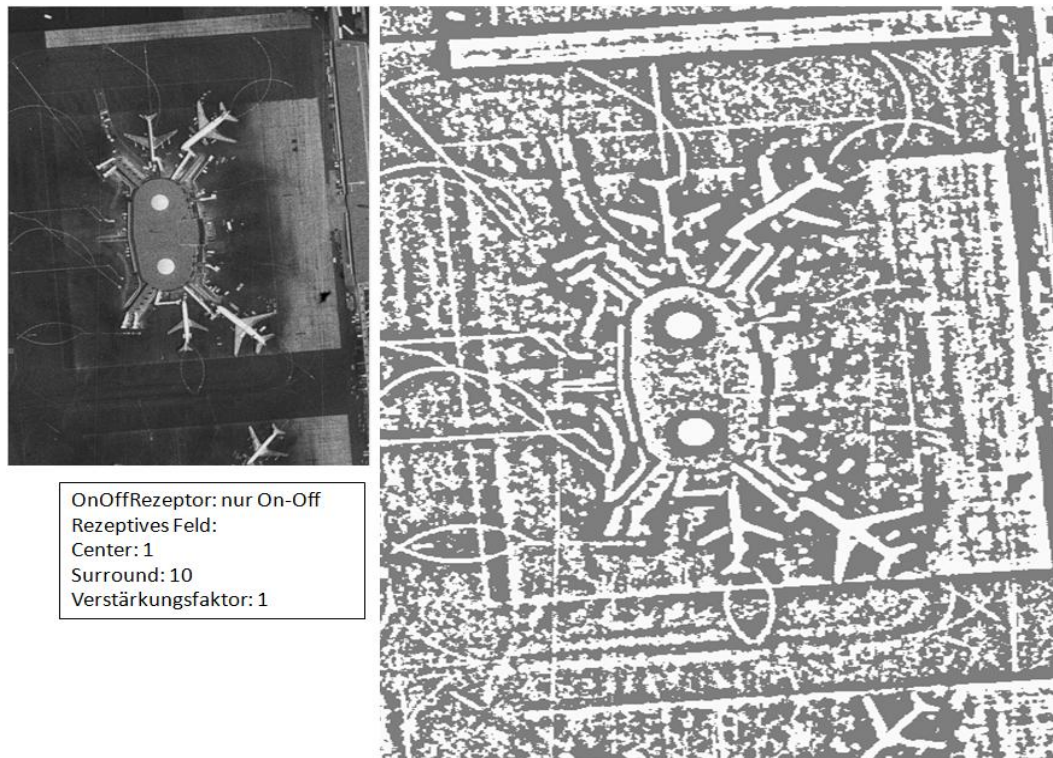 OnOffRezeptor: nur On-Off
Rezeptives Feld:
Center: 1
Surround: 10
Verstärkungsfaktor: 1